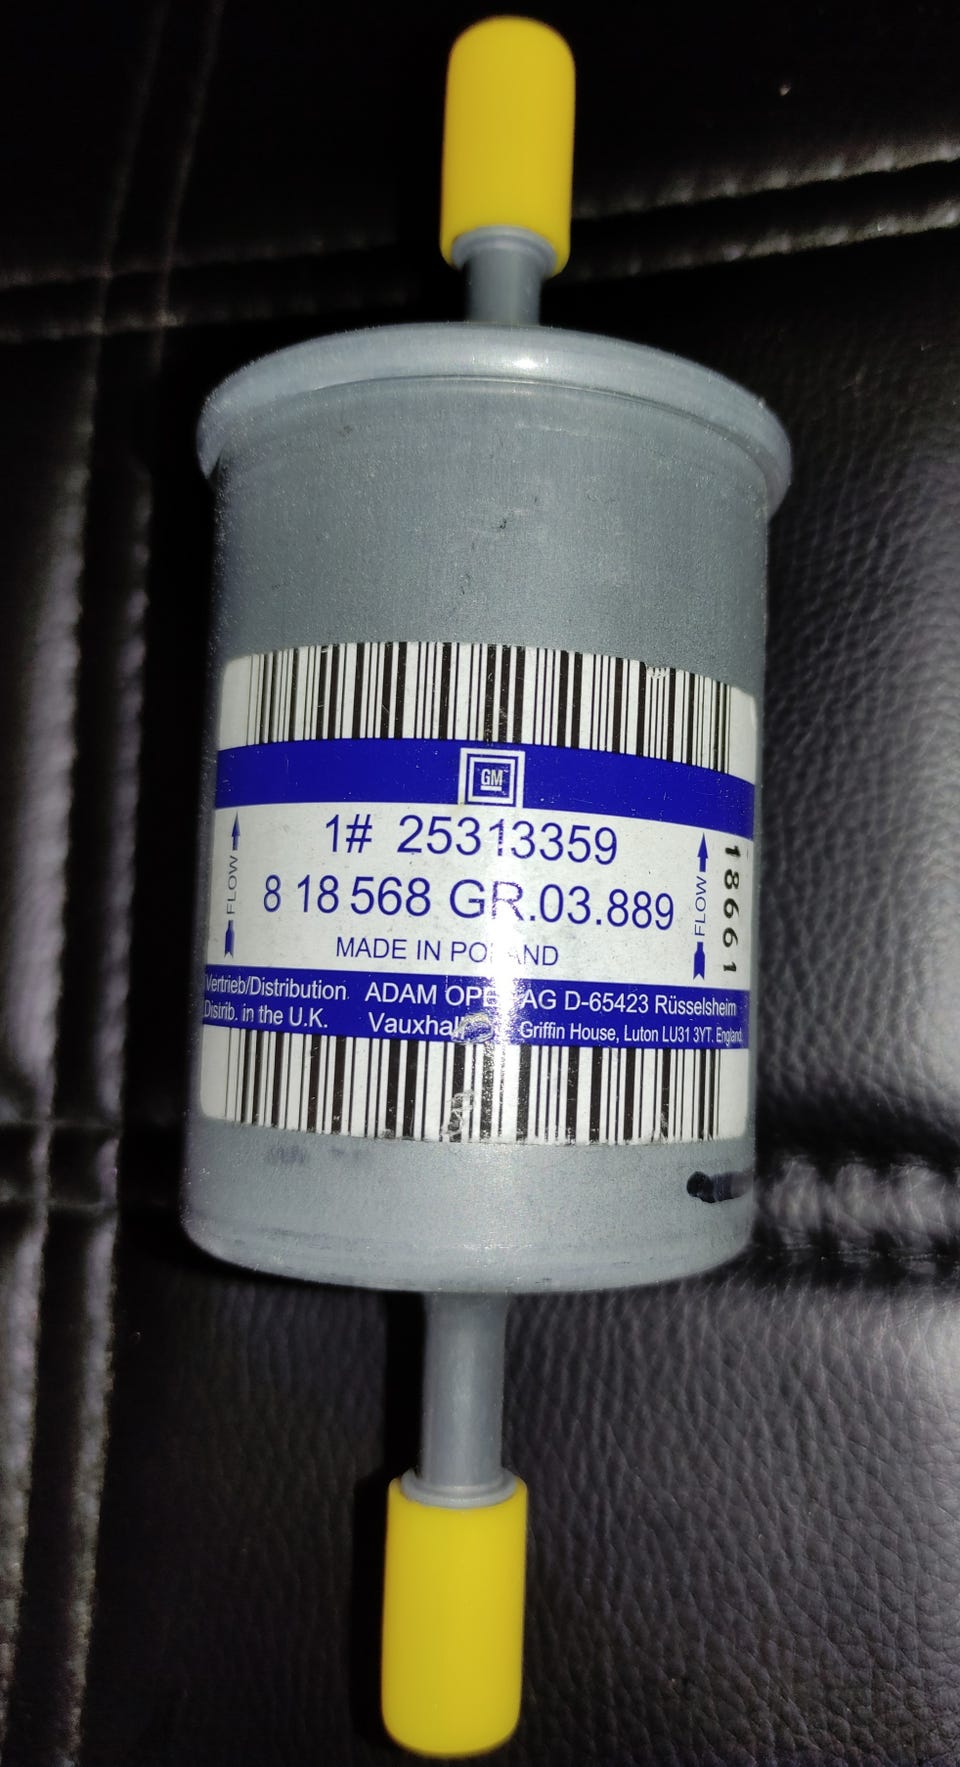 GM
1# 25313359
8 18 568 GR.03.889
MADE IN POLAND
FLOW
FLOW
18661
Vertrieb/Distribution ADAM OPEL AG D-65423 Rüsselsheim
Distrib. in the U.K. Vauxhall Griffin House, Luton LU31 3YT. England